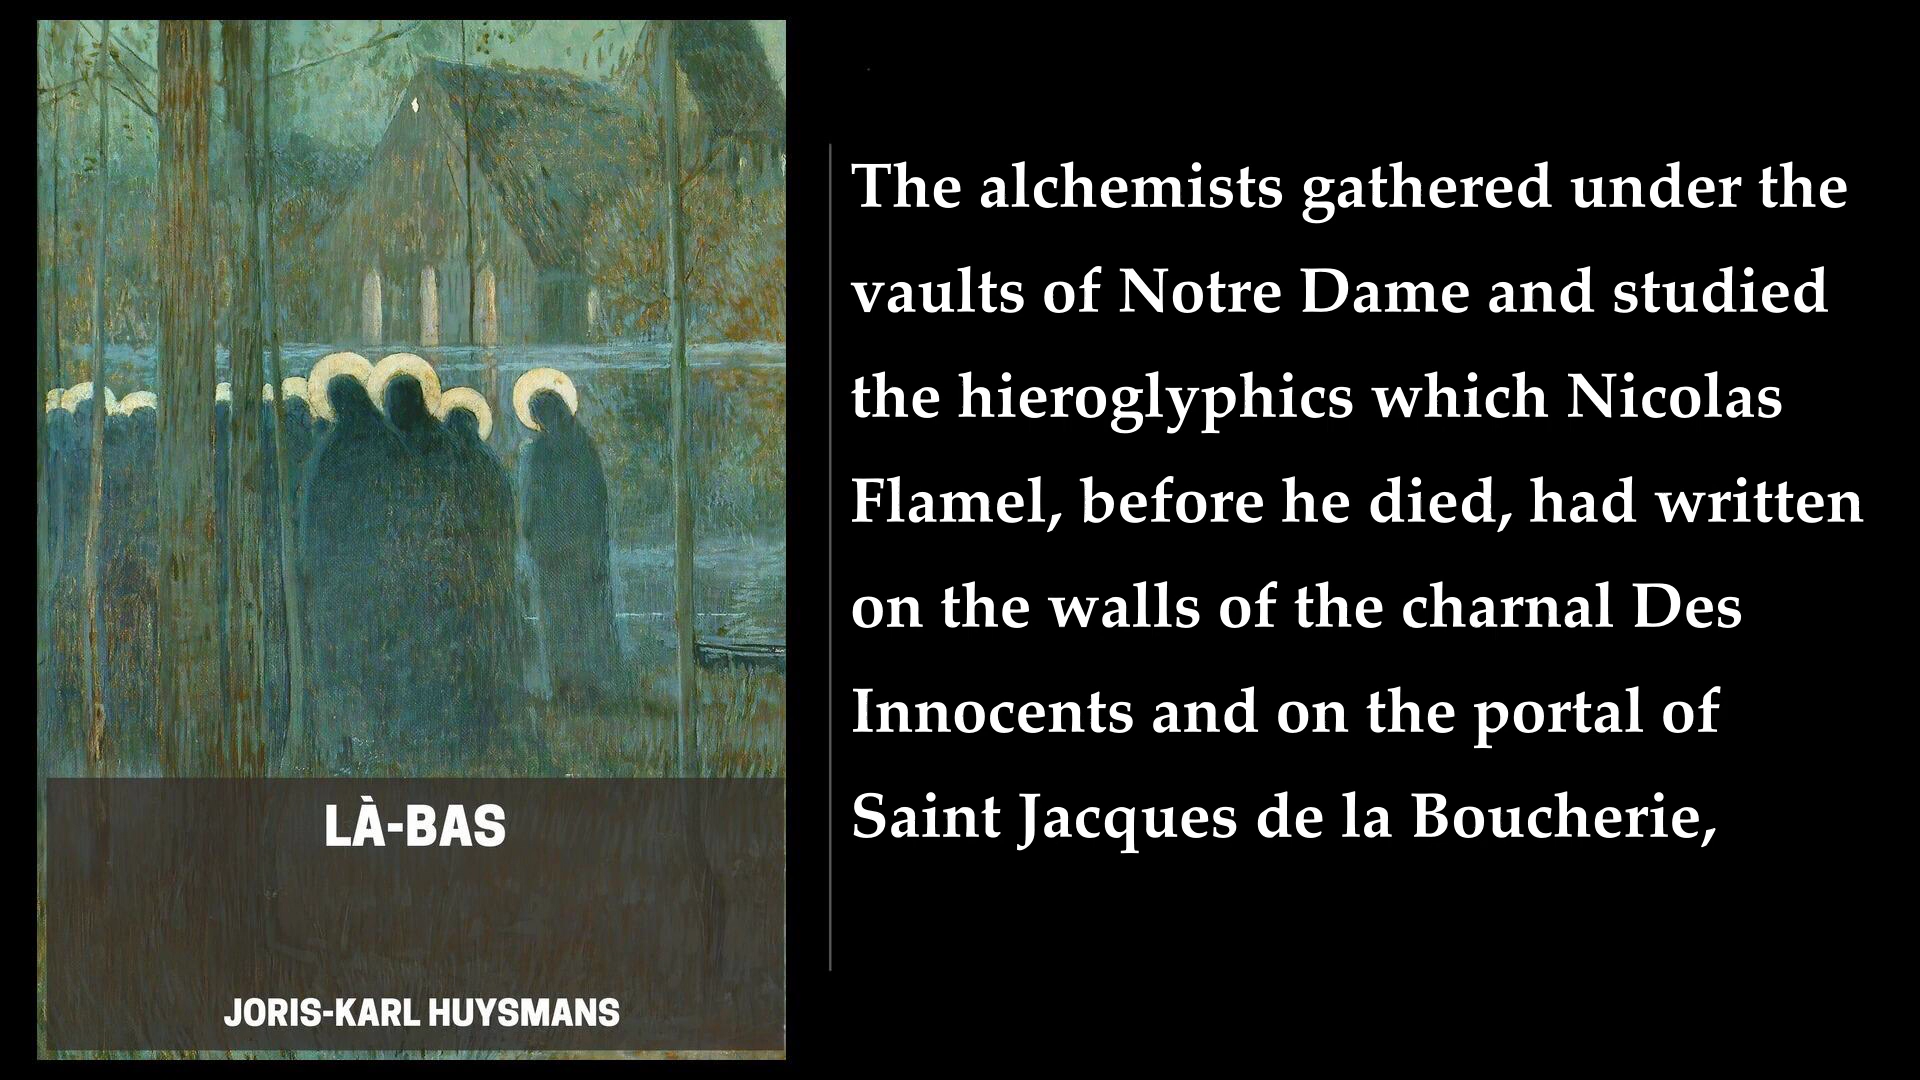 LÀ-BAS
JORIS-KARL HUYSMANS
The alchemists gathered under the
vaults of Notre Dame and studied
the hieroglyphics which Nicolas
Flamel, before he died, had written
on the walls of the charnal Des
Innocents and on the portal of
Saint Jacques de la Boucherie,